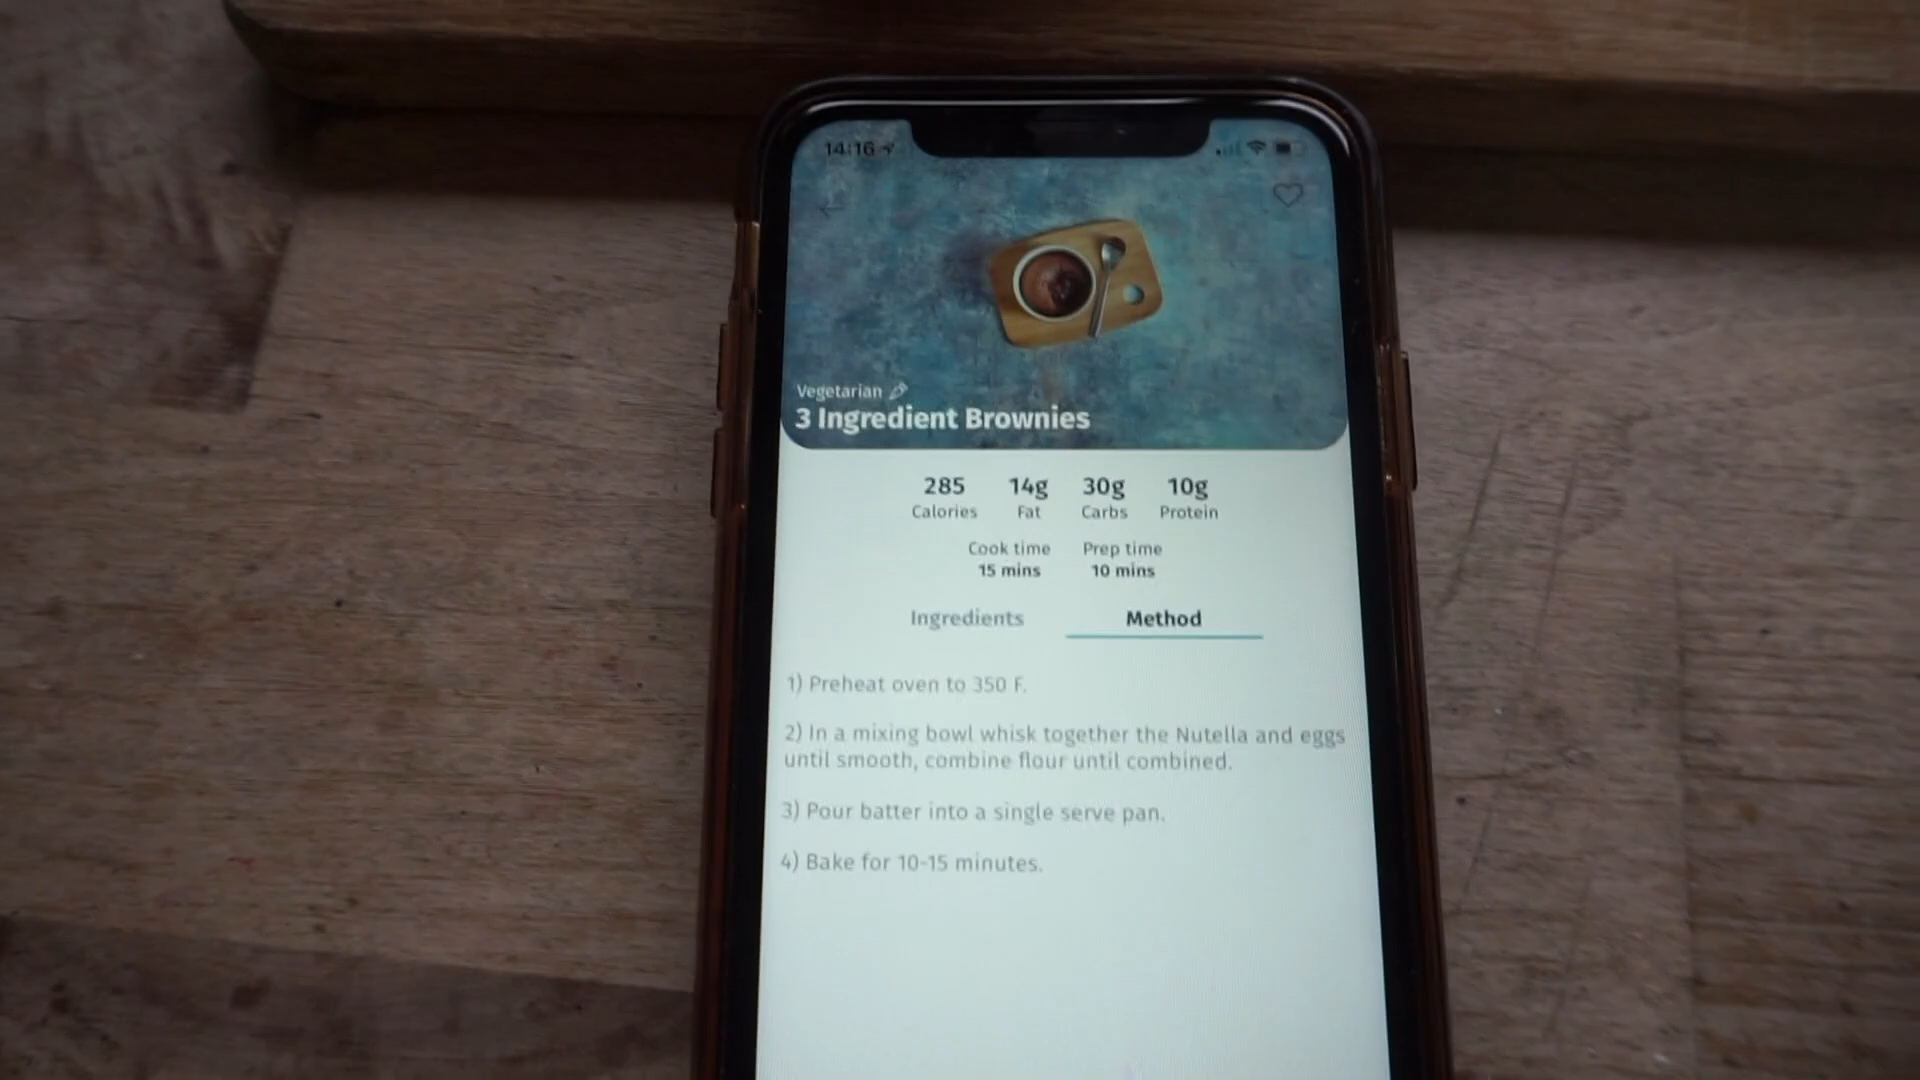 14:16
Vegetarian
3 Ingredient Brownies
285 14g 30g 10g
Calories Fat Carbs Protein
Cook time Prep time
15 mins 10 mins
Ingredients Method
1) Preheat oven to 350 F.
2) In a mixing bowl whisk together the Nutella and eggs
until smooth, combine flour until combined.
3) Pour batter into a single serve pan.
4) Bake for 10-15 minutes.